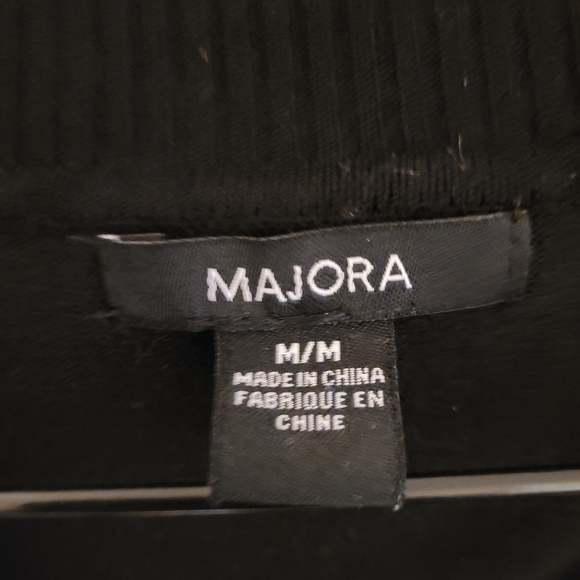 MAJORA
M/M
MADE IN CHINA
FABRIQUE EN
CHINE